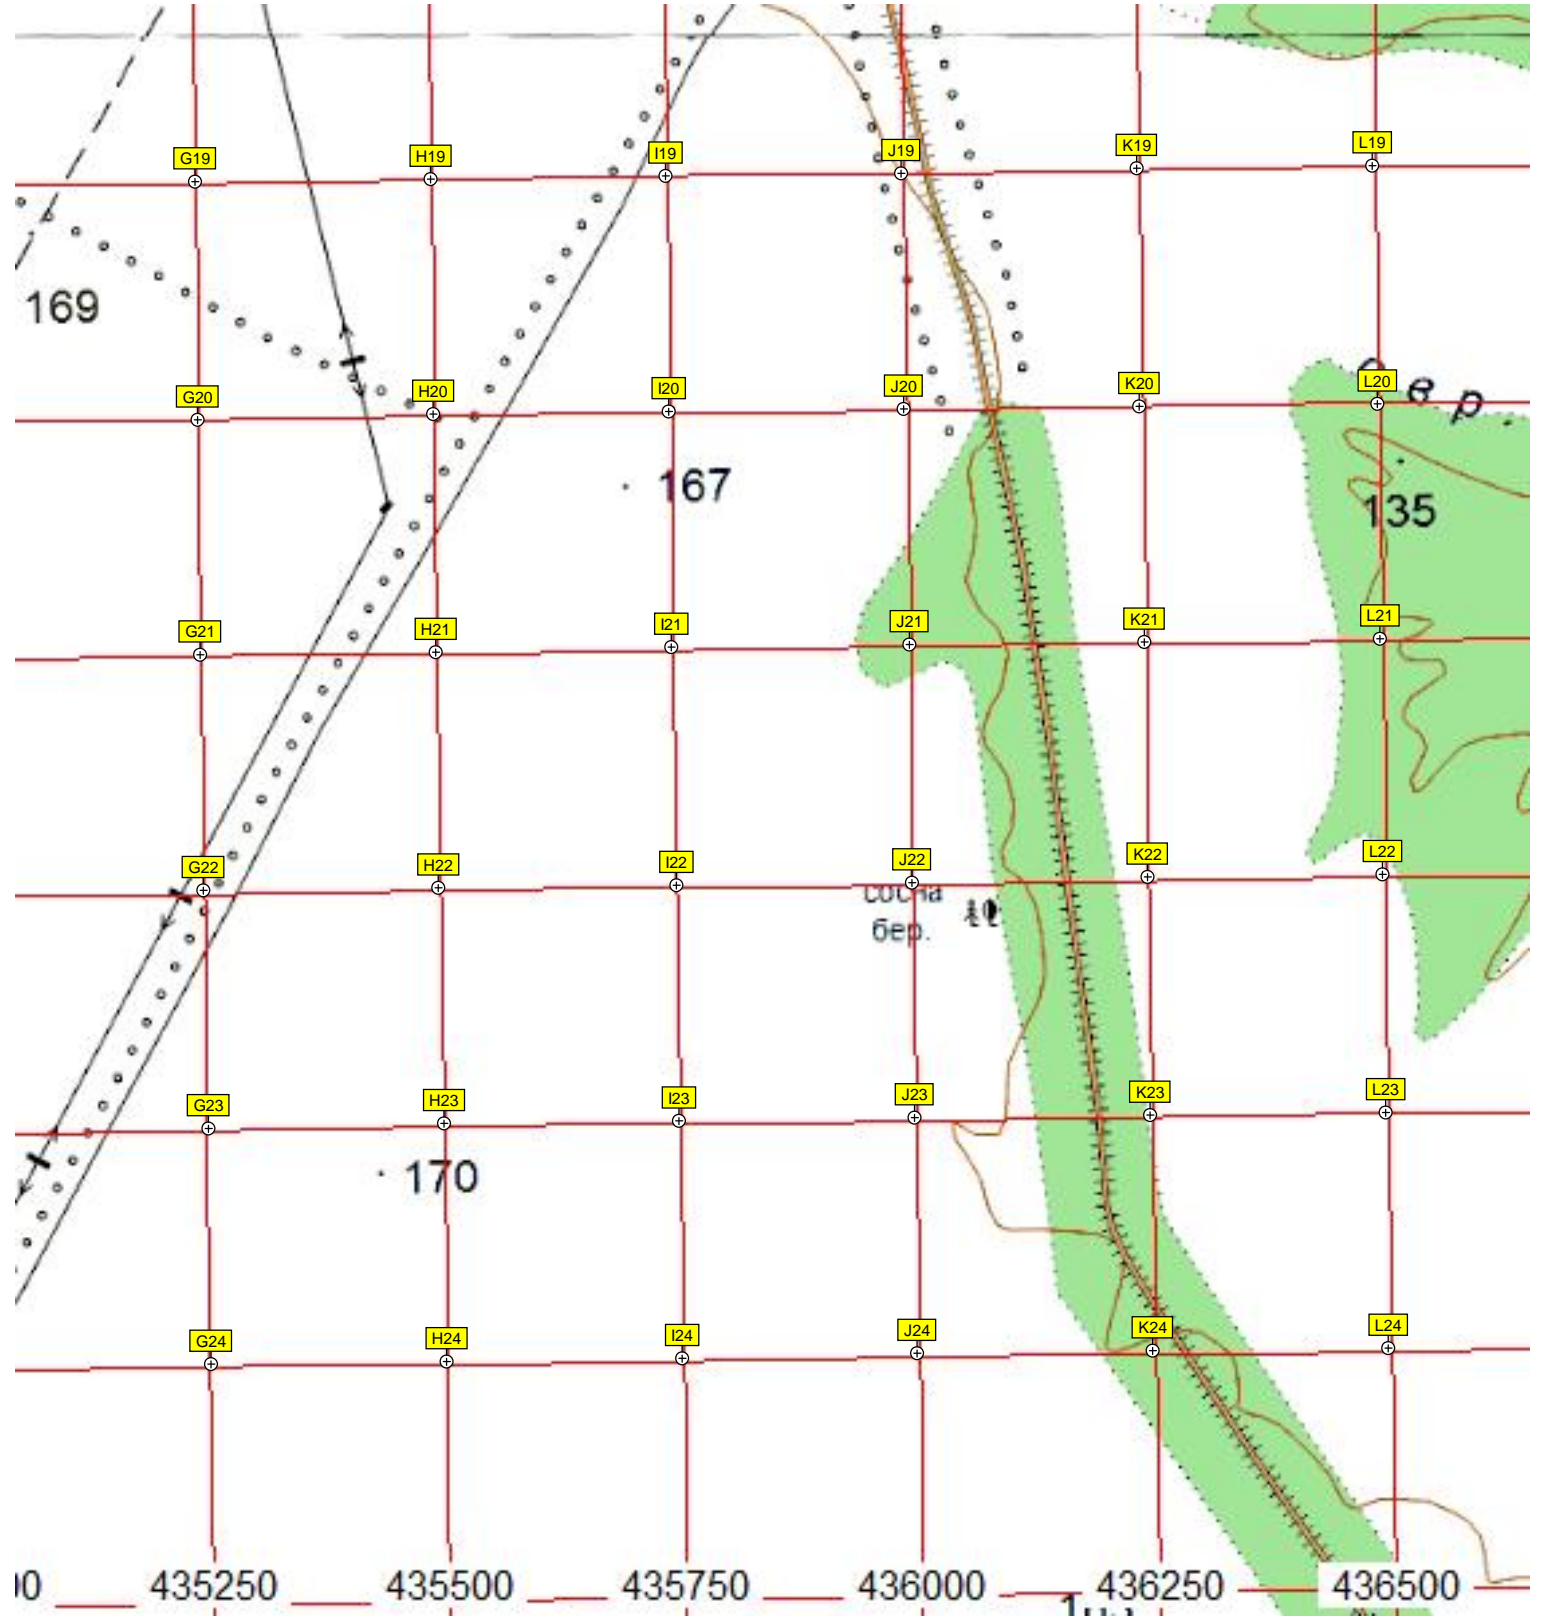 G19 H19 I19 J19 K19 L19
169
G20 H20 I20 J20 K20 L20
е р.
167
135
G21 H21 I21 J21 K21 L21
G22 H22 I22 J22 K22 L22
сосна
бер.
G23 H23 I23 J23 K23 L23
170
G24 H24 I24 J24 K24 L24
435250 435500 435750 436000 436250 436500